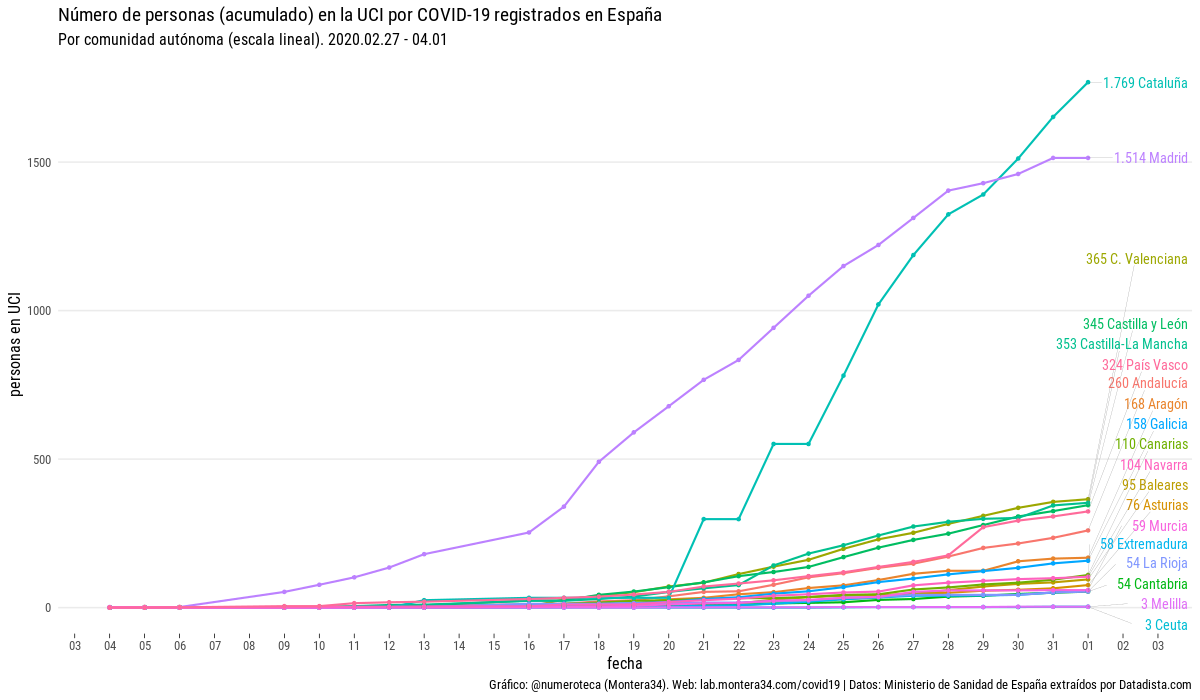 Número de personas (acumulado) en la UCI por COVID-19 registrados en España
Por comunidad autónoma (escala lineal). 2020.02.27 - 04.01
personas en UCI
1500
1000
500
0
1.769 Cataluña
1.514 Madrid
365 C. Valenciana
345 Castilla y León
353 Castilla-La Mancha
324 País Vasco
260 Andalucía
168 Aragón
158 Galicia
110 Canarias
104 Navarra
95 Baleares
76 Asturias
59 Murcia
58 Extremadura
54 La Rioja
54 Cantabria
3 Melilla
3 Ceuta
03 04 05 06 07 08 09 10 11 12 13 14 15 16 17 18 19 20 21 22 23 24 25 26 27 28 29 30 31 01 02 03
fecha
Gráfico: @numeroteca (Montera34). Web: lab.montera34.com/covid19 | Datos: Ministerio de Sanidad de España extraídos por Datadista.com